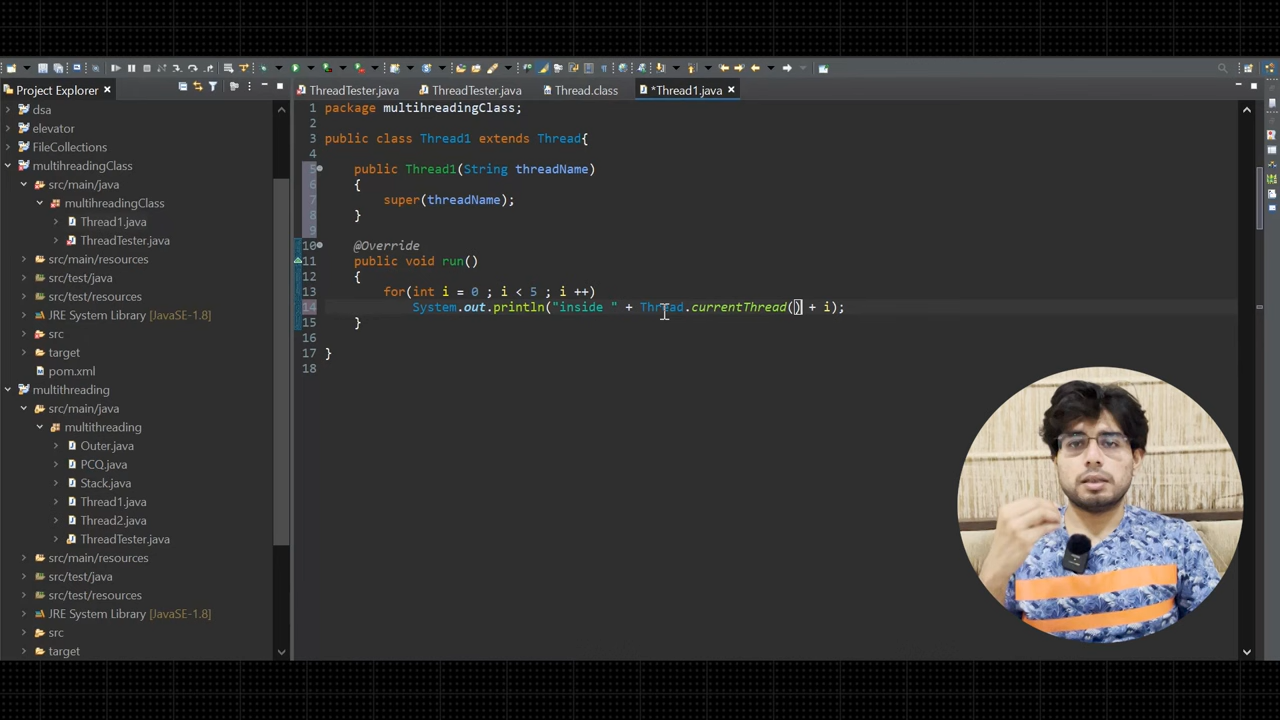 Project Explorer
ThreadTester.java
ThreadTester.java
Thread.class
*Thread1.java
dsa
elevator
FileCollections
multihreadingClass
src/main/java
multihreadingClass
Thread1.java
ThreadTester.java
src/main/resources
src/test/java
src/test/resources
JRE System Library [JavaSE-1.8]
src
target
pom.xml
multithreading
src/main/java
multithreading
Outer.java
PCQ.java
Stack.java
Thread1.java
Thread2.java
ThreadTester.java
src/main/resources
src/test/java
src/test/resources
JRE System Library [JavaSE-1.8]
src
target
1 package multihreadingClass;
2
3 public class Thread1 extends Thread{
4
5 public Thread1(String threadName)
6 {
7 super(threadName);
8 }
9
10 @Override
11 public void run()
12 {
13 for(int i = 0 ; i < 5 ; i ++)
14 System.out.println("inside " + Thread.currentThread() + i);
15 }
16
17 }
18